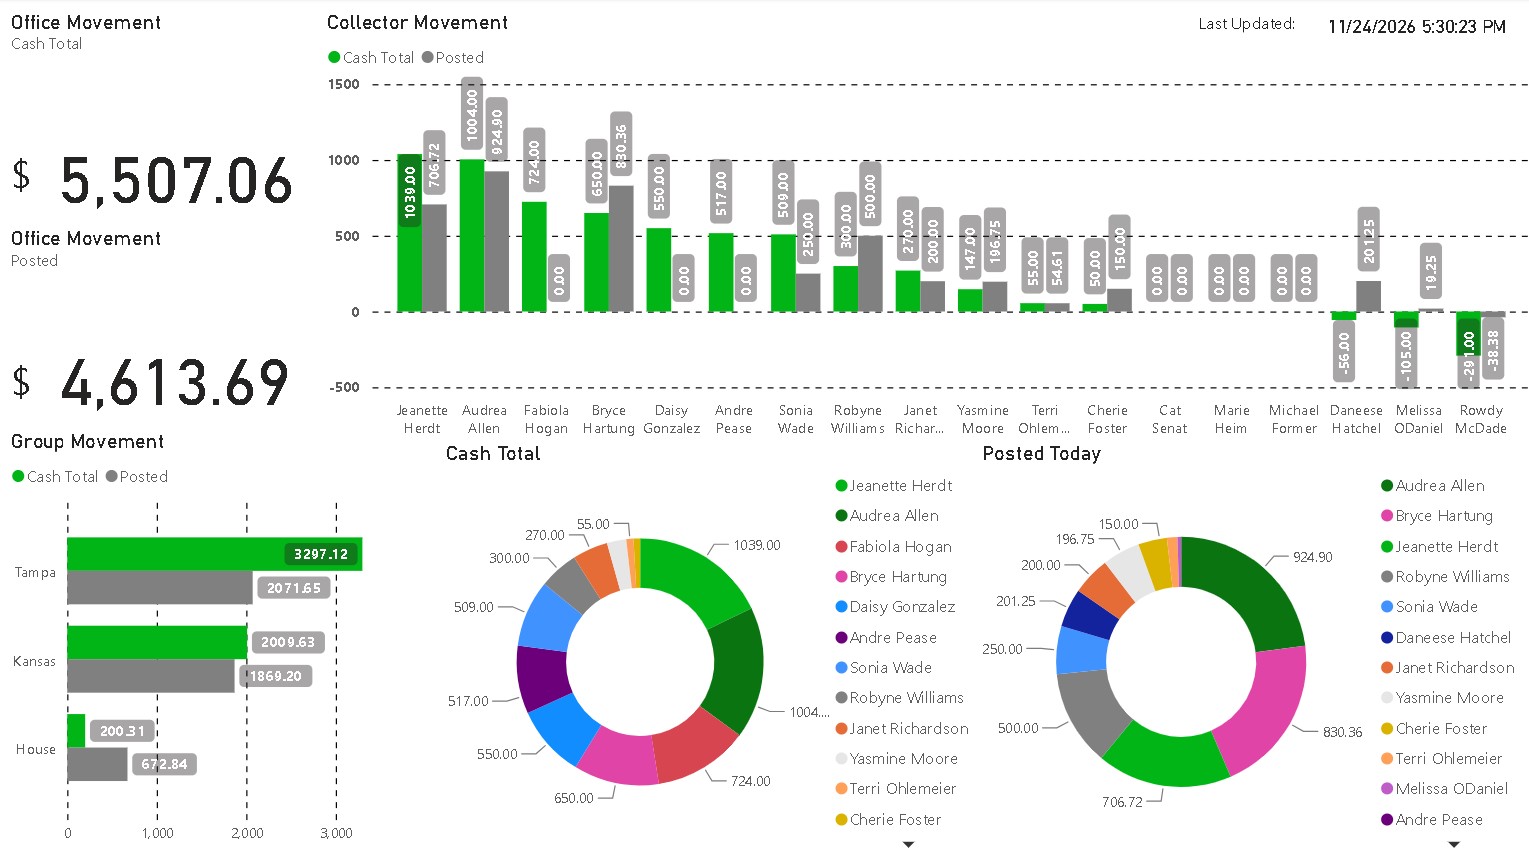 Office Movement
Cash Total
$ 5,507.06
Office Movement
Posted
$ 4,613.69
Collector Movement
Last Updated: 11/24/2026 5:30:23 PM
Cash Total Posted
1500
1000
500
0
-500
1039.00
706.72
1004.00
924.90
724.00
0.00
650.00
830.36
550.00
0.00
517.00
0.00
509.00
250.00
300.00
500.00
270.00
200.00
147.00
196.75
55.00
54.61
50.00
150.00
0.00
0.00
0.00
0.00
0.00
0.00
-56.00
201.25
-105.00
19.25
-291.00
-38.38
Jeanette Herdt
Audrea Allen
Fabiola Hogan
Bryce Hartung
Daisy Gonzalez
Andre Pease
Sonia Wade
Robyne Williams
Janet Richar...
Yasmine Moore
Terri Ohlem...
Cherie Foster
Cat Senat
Marie Heim
Michael Former
Daneese Hatchel
Melissa ODaniel
Rowdy McDade
Group Movement
Cash Total Posted
Tampa
3297.12
2071.65
Kansas
2009.63
1869.20
House
200.31
672.84
0 1,000 2,000 3,000
Cash Total
1039.00
1004....
724.00
650.00
550.00
517.00
509.00
300.00
270.00
55.00
Jeanette Herdt
Audrea Allen
Fabiola Hogan
Bryce Hartung
Daisy Gonzalez
Andre Pease
Sonia Wade
Robyne Williams
Janet Richardson
Yasmine Moore
Terri Ohlemeier
Cherie Foster
Posted Today
924.90
830.36
706.72
500.00
250.00
201.25
200.00
196.75
150.00
Audrea Allen
Bryce Hartung
Jeanette Herdt
Robyne Williams
Sonia Wade
Daneese Hatchel
Janet Richardson
Yasmine Moore
Cherie Foster
Terri Ohlemeier
Melissa ODaniel
Andre Pease